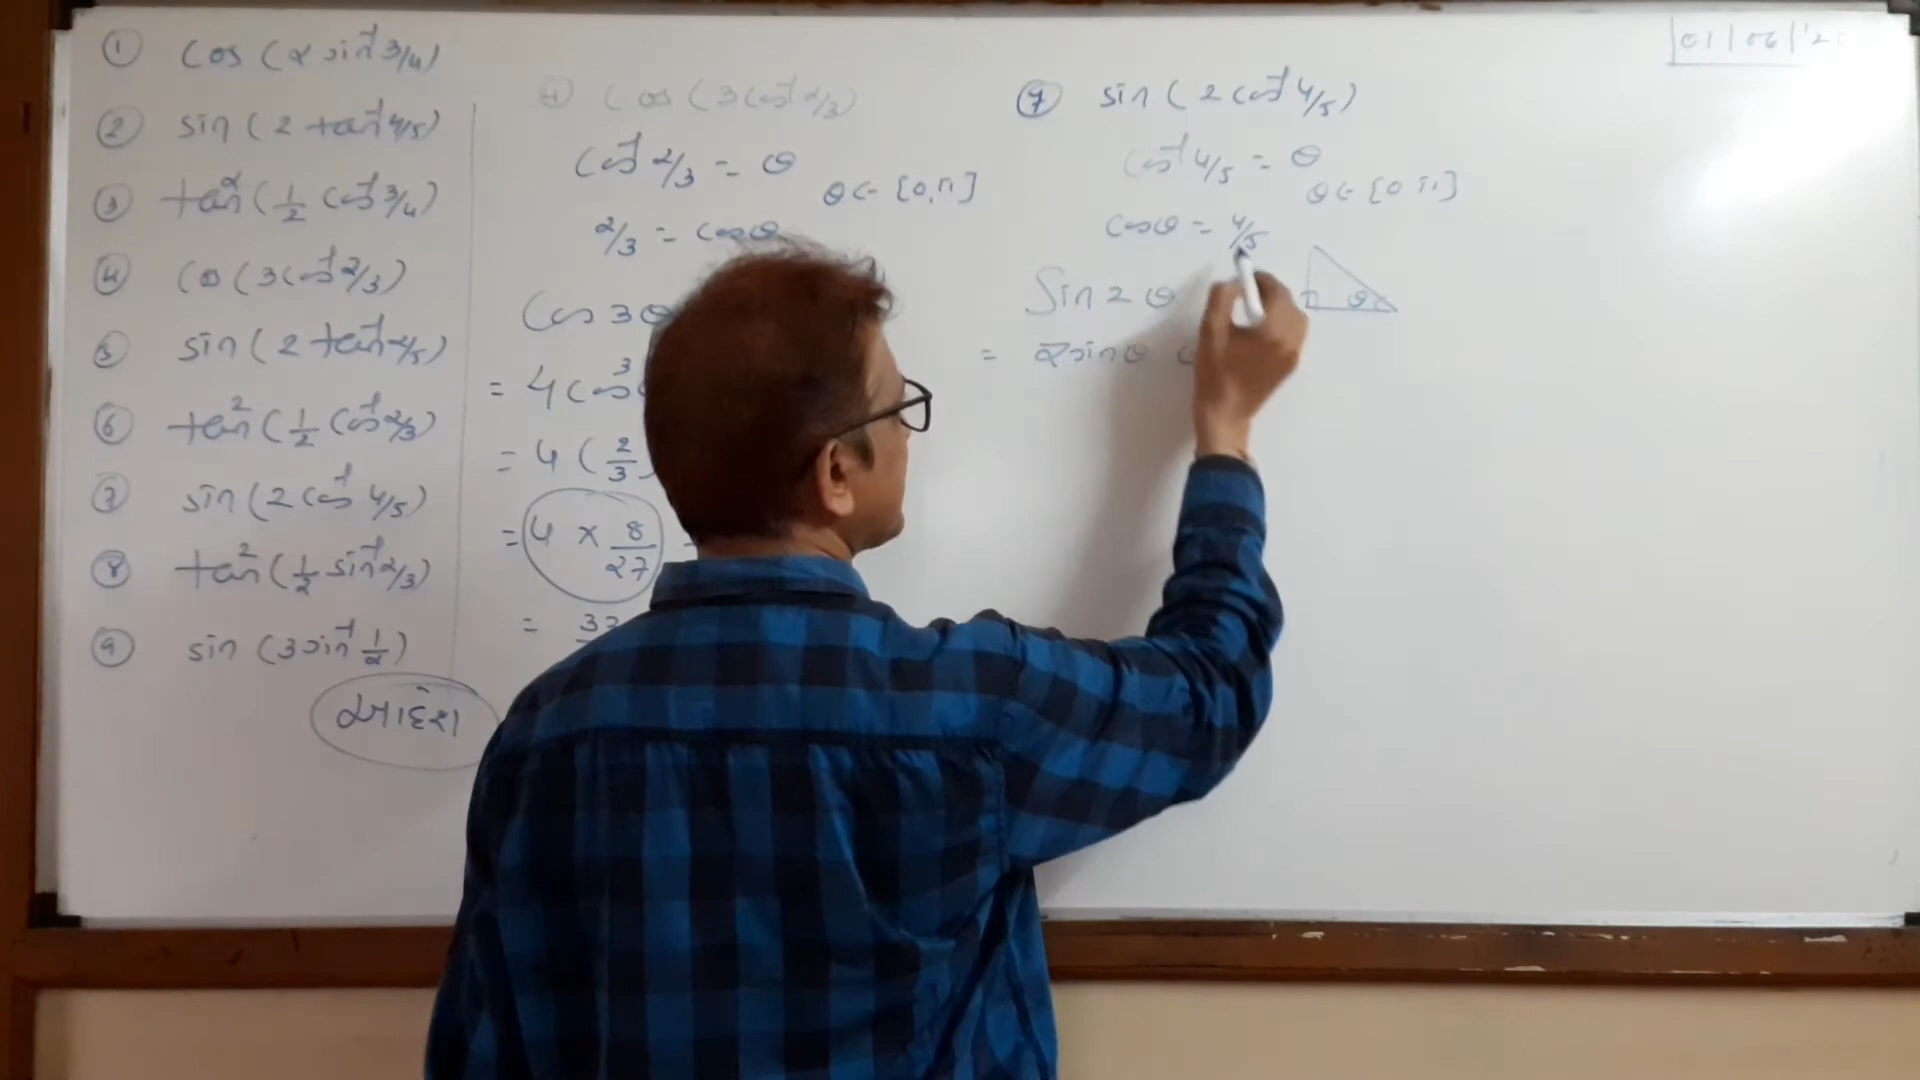 ① cos (2 sin⁻¹ 3/4)
② sin (2 tan⁻¹ 4/5)
③ tan² (1/2 cos⁻¹ 3/4)
④ cos (3 cos⁻¹ 2/3)
⑤ sin (2 tan⁻¹ 4/5)
⑥ tan² (1/2 cos⁻¹ 2/3)
⑦ sin (2 cos⁻¹ 4/5)
⑧ tan² (1/2 sin⁻¹ 2/3)
⑨ sin (3 sin⁻¹ 1/2)
④ cos (3 cos⁻¹ 2/3)
cos⁻¹ 2/3 = θ
θ ∈ [0, π]
2/3 = cosθ
cos 3θ
= 4 cos³
= 4 (2/3)
= 4 × 8/27
=
⑦ sin (2 cos⁻¹ 4/5)
cos⁻¹ 4/5 = θ
θ ∈ [0 π]
cosθ = 4/5
Sin 2θ
θ
= 2 sinθ
01/06/'2